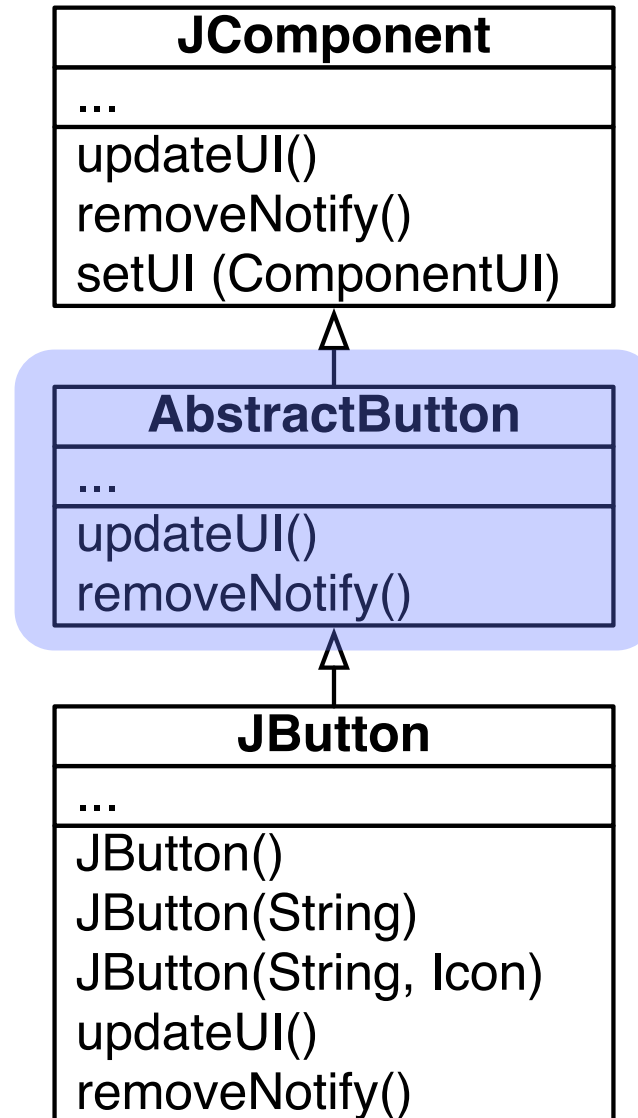 JComponent
...
updateUI()
removeNotify()
setUI (ComponentUI)
AbstractButton
...
updateUI()
removeNotify()
JButton
...
JButton()
JButton(String)
JButton(String, Icon)
updateUI()
removeNotify()